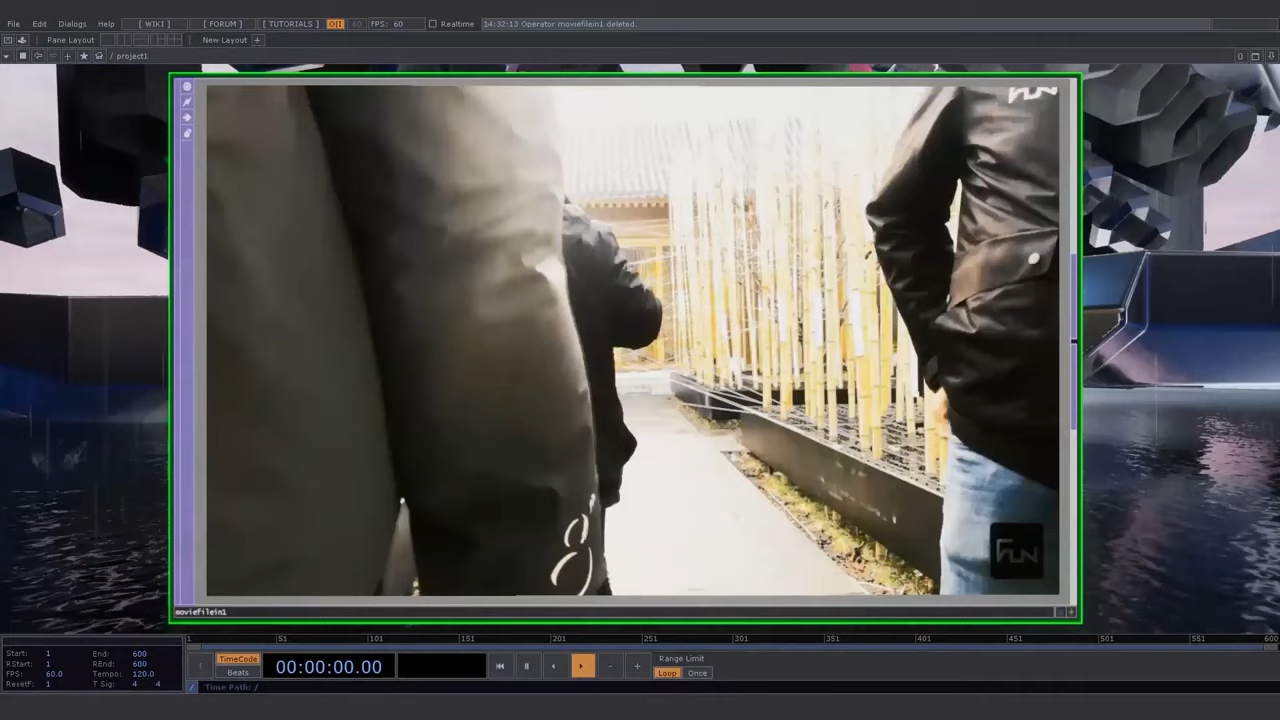 File Edit Dialogs Help [ WIKI ] [ FORUM ] [ TUTORIALS ] O|I 60 FPS: 60 Realtime 14:32:13 Operator moviefilein1 deleted.
Pane Layout New Layout +
/ project1
FUN
FUN
moviefilein1
1 51 101 151 201 251 301 351 401 451 501 551 600
Start: 1 End: 600
RStart: 1 REnd: 600
FPS: 60.0 Tempo: 120.0
ResetF: 1 T Sig: 4 4
TimeCode
Beats
00:00:00.00
Range Limit
Loop Once
/ Time Path: /